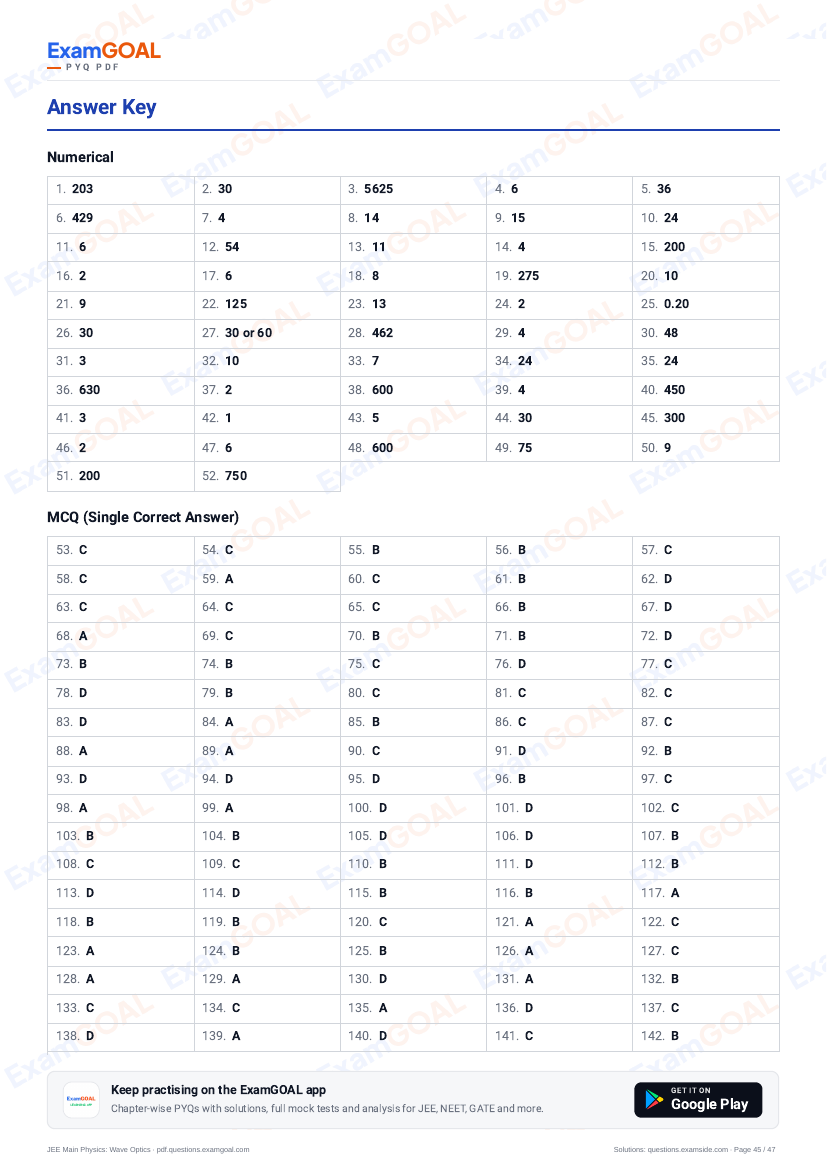 ExamGOAL
PYQ PDF
Answer Key
Numerical
1. 203 2. 30 3. 5625 4. 6 5. 36
6. 429 7. 4 8. 14 9. 15 10. 24
11. 6 12. 54 13. 11 14. 4 15. 200
16. 2 17. 6 18. 8 19. 275 20. 10
21. 9 22. 125 23. 13 24. 2 25. 0.20
26. 30 27. 30 or 60 28. 462 29. 4 30. 48
31. 3 32. 10 33. 7 34. 24 35. 24
36. 630 37. 2 38. 600 39. 4 40. 450
41. 3 42. 1 43. 5 44. 30 45. 300
46. 2 47. 6 48. 600 49. 75 50. 9
51. 200 52. 750
MCQ (Single Correct Answer)
53. C 54. C 55. B 56. B 57. C
58. C 59. A 60. C 61. B 62. D
63. C 64. C 65. C 66. B 67. D
68. A 69. C 70. B 71. B 72. D
73. B 74. B 75. C 76. D 77. C
78. D 79. B 80. C 81. C 82. C
83. D 84. A 85. B 86. C 87. C
88. A 89. A 90. C 91. D 92. B
93. D 94. D 95. D 96. B 97. C
98. A 99. A 100. D 101. D 102. C
103. B 104. B 105. D 106. D 107. B
108. C 109. C 110. B 111. D 112. B
113. D 114. D 115. B 116. B 117. A
118. B 119. B 120. C 121. A 122. C
123. A 124. B 125. B 126. A 127. C
128. A 129. A 130. D 131. A 132. B
133. C 134. C 135. A 136. D 137. C
138. D 139. A 140. D 141. C 142. B
ExamGOAL
Keep practising on the ExamGOAL app
Chapter-wise PYQs with solutions, full mock tests and analysis for JEE, NEET, GATE and more.
GET IT ON
Google Play
JEE Main Physics: Wave Optics · pdf.questions.examgoal.com
Solutions: questions.examside.com · Page 45 / 47